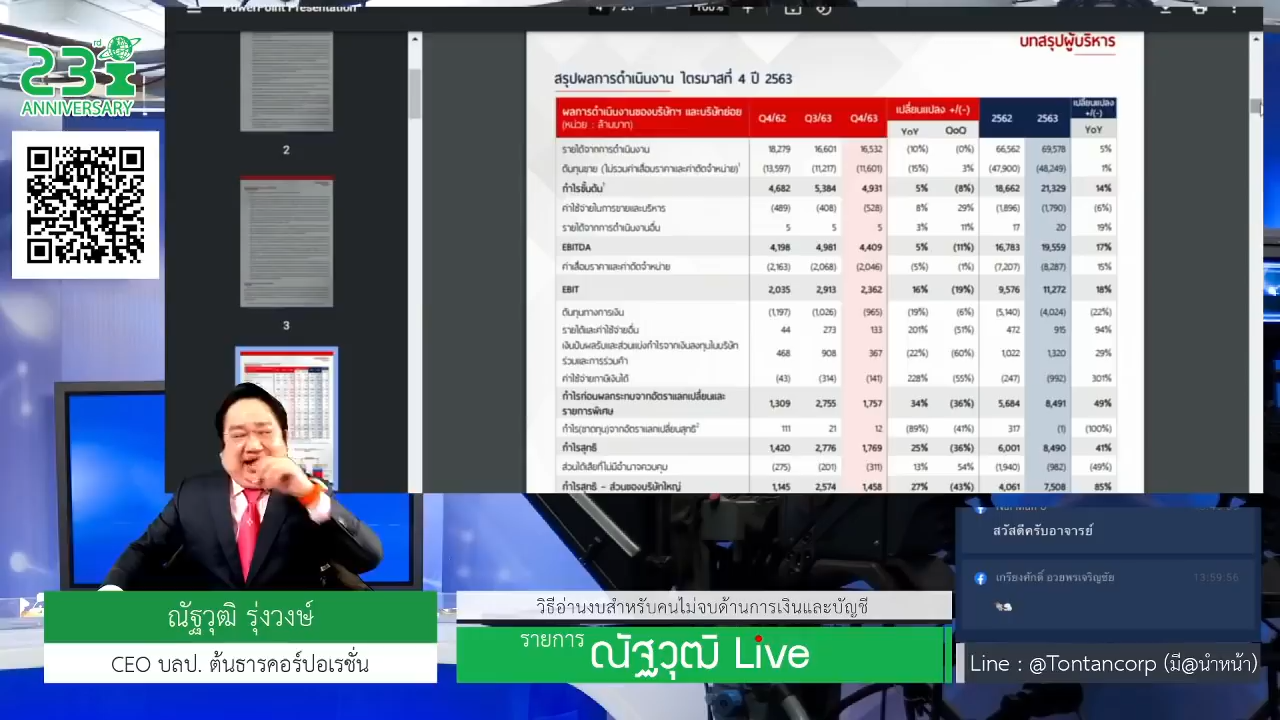 PowerPoint Presentation
4 / 23
100%
23rd
ANNIVERSARY
2
3
บทสรุปผู้บริหาร
สรุปผลการดำเนินงาน ไตรมาสที่ 4 ปี 2563
ผลการดำเนินงานของบริษัทฯ และบริษัทย่อย (หน่วย : ล้านบาท) Q4/62 Q3/63 Q4/63 เปลี่ยนแปลง +/(-) YoY QoQ 2562 2563 เปลี่ยนแปลง +/(-) YoY
รายได้จากการดำเนินงาน 18,279 16,601 16,532 (10%) (0%) 66,562 69,578 5%
ต้นทุนขาย (ไม่รวมค่าเสื่อมราคาและค่าตัดจำหน่าย)¹ (13,597) (11,217) (11,601) (15%) 3% (47,900) (48,249) 1%
กำไรขั้นต้น¹ 4,682 5,384 4,931 5% (8%) 18,662 21,329 14%
ค่าใช้จ่ายในการขายและบริหาร (489) (408) (528) 8% 29% (1,896) (1,790) (6%)
รายได้จากการดำเนินงานอื่น 5 5 5 3% 11% 17 20 19%
EBITDA 4,198 4,981 4,409 5% (11%) 16,783 19,559 17%
ค่าเสื่อมราคาและค่าตัดจำหน่าย (2,163) (2,068) (2,046) (5%) (1%) (7,207) (8,287) 15%
EBIT 2,035 2,913 2,362 16% (19%) 9,576 11,272 18%
ต้นทุนทางการเงิน (1,197) (1,026) (965) (19%) (6%) (5,140) (4,024) (22%)
รายได้และค่าใช้จ่ายอื่น 44 273 133 201% (51%) 472 915 94%
เงินปันผลรับและส่วนแบ่งกำไรจากเงินลงทุนในบริษัท
ร่วมและการร่วมค้า 468 908 367 (22%) (60%) 1,022 1,320 29%
ค่าใช้จ่ายภาษีเงินได้ (43) (314) (141) 228% (55%) (247) (992) 301%
กำไรก่อนผลกระทบจากอัตราแลกเปลี่ยนและ
รายการพิเศษ 1,309 2,755 1,757 34% (36%) 5,684 8,491 49%
กำไร(ขาดทุน)จากอัตราแลกเปลี่ยนสุทธิ² 111 21 12 (89%) (41%) 317 (1) (100%)
กำไรสุทธิ 1,420 2,776 1,769 25% (36%) 6,001 8,490 41%
ส่วนได้เสียที่ไม่มีอำนาจควบคุม (275) (201) (311) 13% 54% (1,940) (982) (49%)
กำไรสุทธิ - ส่วนของบริษัทใหญ่ 1,145 2,574 1,458 27% (43%) 4,061 7,508 85%
สวัสดีครับอาจารย์
เกรียงศักดิ์ อวยพรเจริญชัย 13:59:56
ณัฐวุฒิ รุ่งวงษ์
CEO บลป. ต้นธารคอร์ปอเรชั่น
วิธีอ่านงบสำหรับคนไม่จบด้านการเงินและบัญชี
รายการ ณัฐวุฒิ Live
Line : @Tontancorp (มี@นำหน้า)